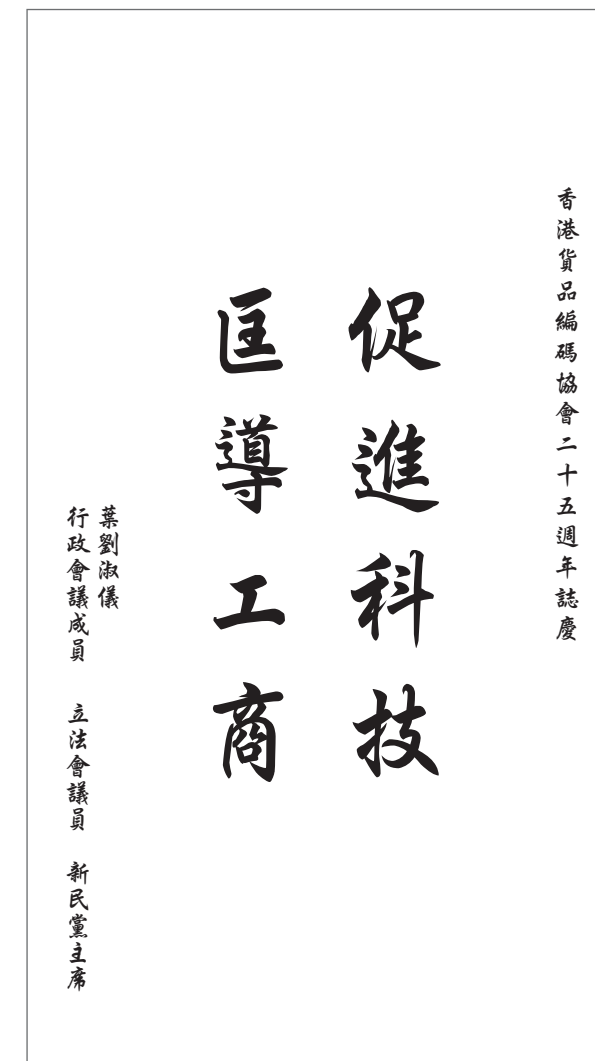 香港貨品編碼協會二十五週年誌慶
促進科技
匡導工商
葉劉淑儀
行政會議成員 立法會議員 新民黨主席